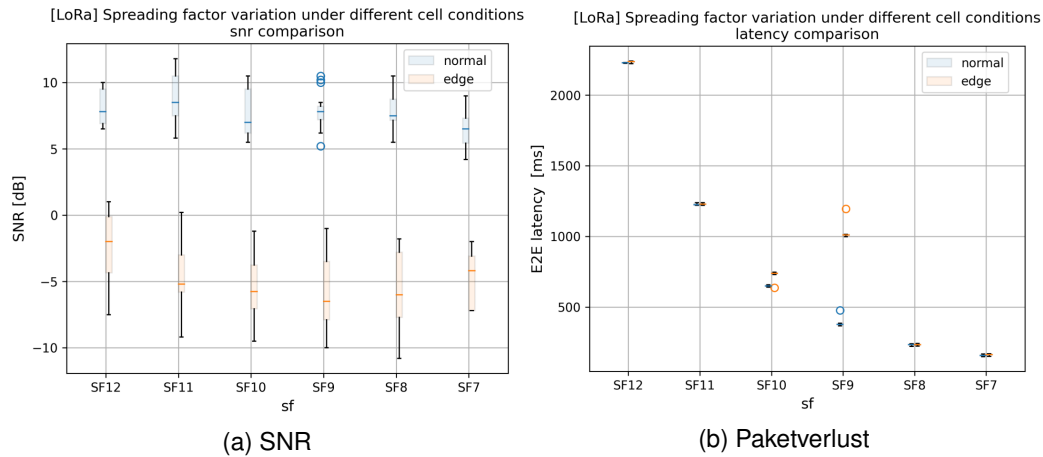 [LoRa] Spreading factor variation under different cell conditions
snr comparison
normal
edge
SNR [dB]
10
5
0
−5
−10
SF12 SF11 SF10 SF9 SF8 SF7
sf
(a) SNR
[LoRa] Spreading factor variation under different cell conditions
latency comparison
normal
edge
E2E latency [ms]
2000
1500
1000
500
SF12 SF11 SF10 SF9 SF8 SF7
sf
(b) Paketverlust